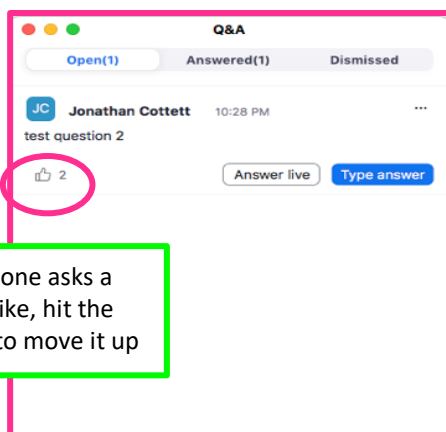 Q&A
Open(1) Answered(1) Dismissed
JC Jonathan Cottett 10:28 PM ...
test question 2
2 Answer live Type answer
one asks a
ike, hit the
to move it up